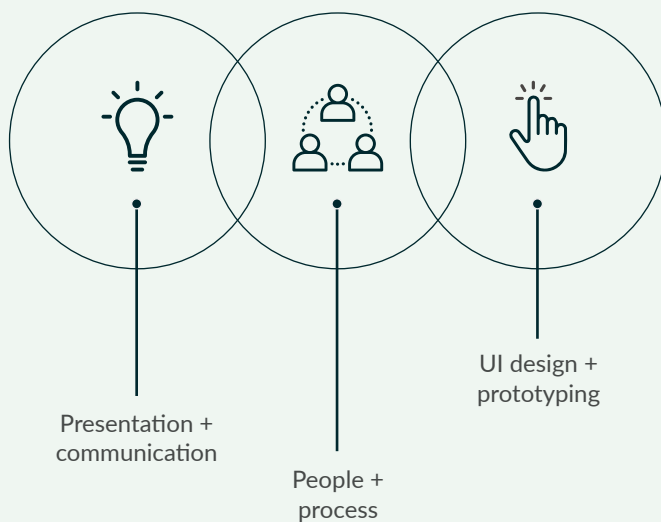 Presentation +
communication
People +
process
UI design +
prototyping